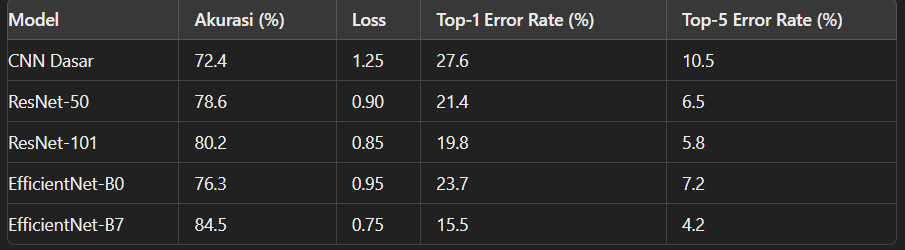 Model Akurasi (%) Loss Top-1 Error Rate (%) Top-5 Error Rate (%)
CNN Dasar 72.4 1.25 27.6 10.5
ResNet-50 78.6 0.90 21.4 6.5
ResNet-101 80.2 0.85 19.8 5.8
EfficientNet-B0 76.3 0.95 23.7 7.2
EfficientNet-B7 84.5 0.75 15.5 4.2